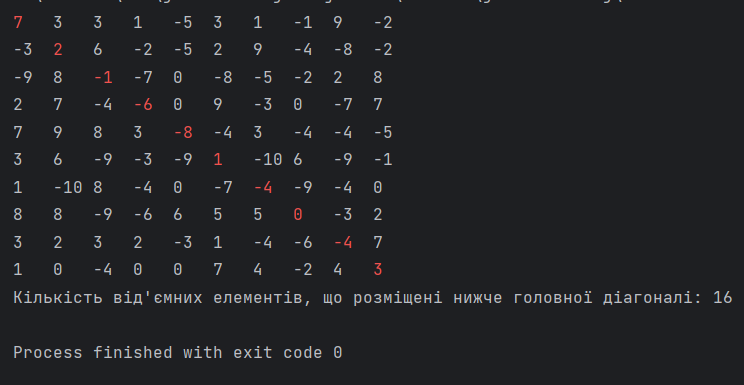 7 3 3 1 -5 3 1 -1 9 -2
-3 2 6 -2 -5 2 9 -4 -8 -2
-9 8 -1 -7 0 -8 -5 -2 2 8
2 7 -4 -6 0 9 -3 0 -7 7
7 9 8 3 -8 -4 3 -4 -4 -5
3 6 -9 -3 -9 1 -10 6 -9 -1
1 -10 8 -4 0 -7 -4 -9 -4 0
8 8 -9 -6 6 5 5 0 -3 2
3 2 3 2 -3 1 -4 -6 -4 7
1 0 -4 0 0 7 4 -2 4 3
Кількість від'ємних елементів, що розміщені нижче головної діагоналі: 16
Process finished with exit code 0